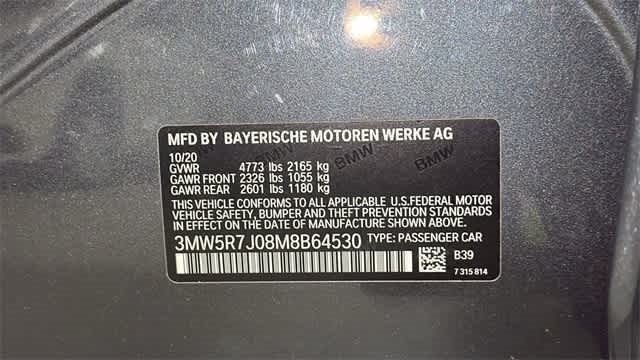 MFD BY BAYERISCHE MOTOREN WERKE AG
10/20
GVWR 4773 lbs 2165 kg
GAWR FRONT 2326 lbs 1055 kg
GAWR REAR 2601 lbs 1180 kg
BMW BMW
THIS VEHICLE CONFORMS TO ALL APPLICABLE U.S.FEDERAL MOTOR
VEHICLE SAFETY, BUMPER AND THEFT PREVENTION STANDARDS
IN EFFECT ON THE DATE OF MANUFACTURE SHOWN ABOVE.
3MW5R7J08M8B64530 TYPE: PASSENGER CAR
B39
7 315 814